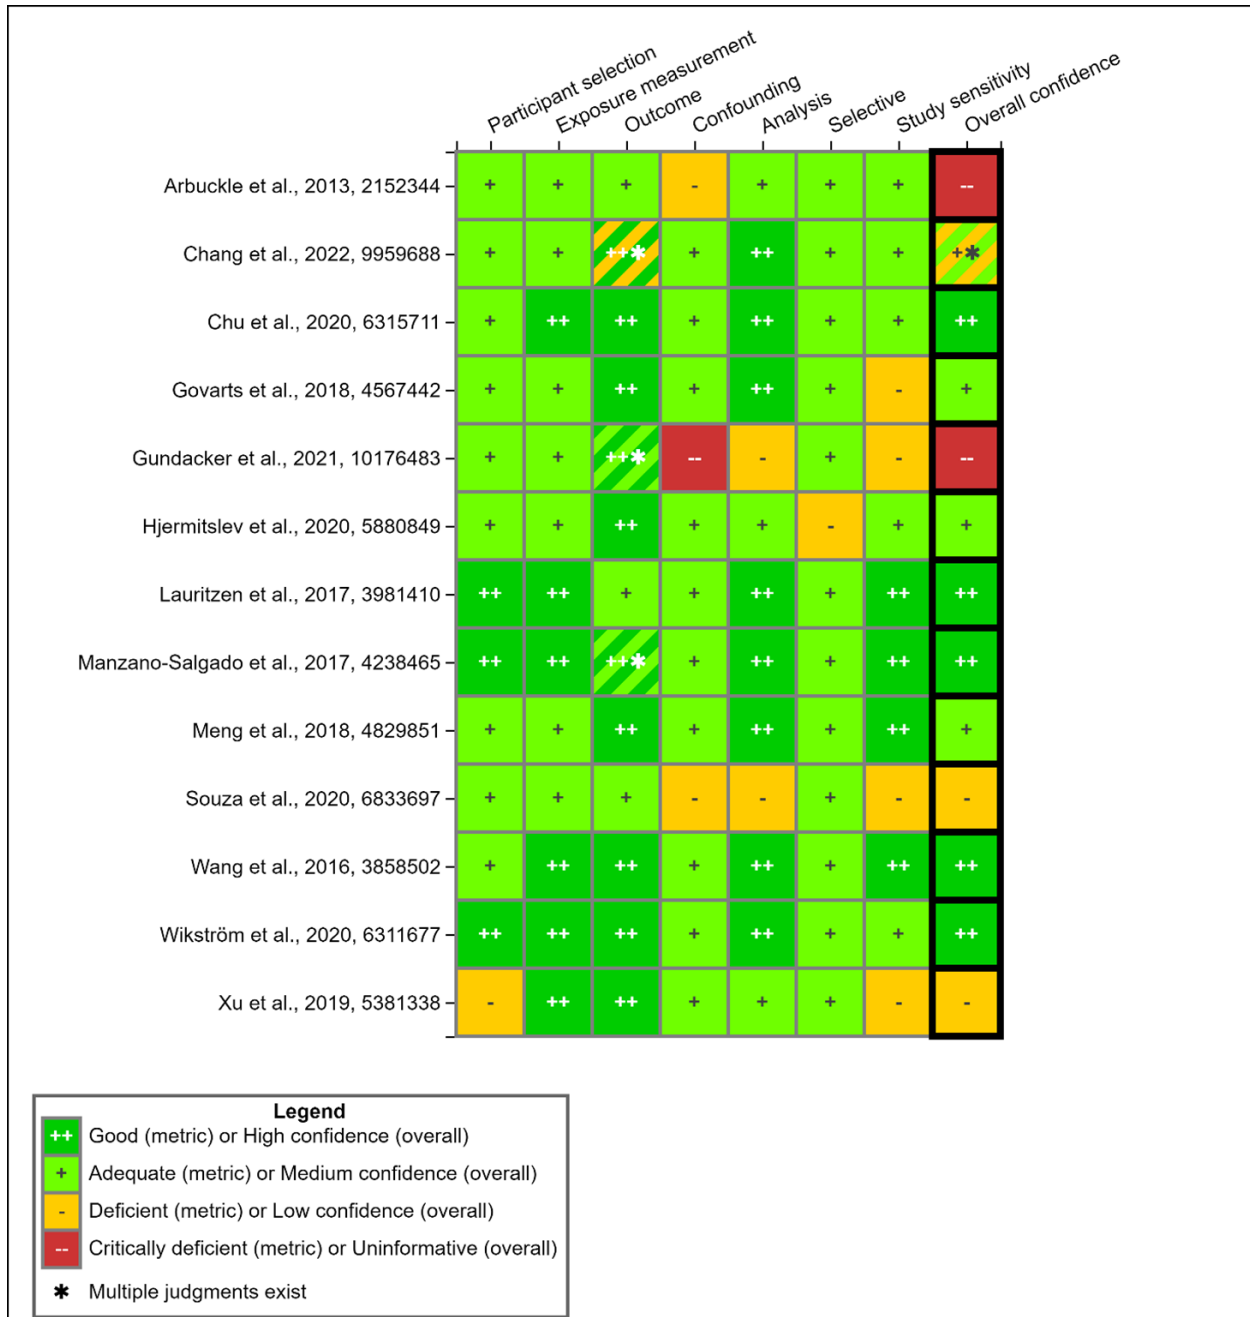 Participant selection
Exposure measurement
Outcome
Confounding
Analysis
Selective
Study sensitivity
Overall confidence
Arbuckle et al., 2013, 2152344 + + + - + + + --
Chang et al., 2022, 9959688 + + ++✱ + ++ + + +✱
Chu et al., 2020, 6315711 + ++ ++ + ++ + + ++
Govarts et al., 2018, 4567442 + + ++ + ++ + - +
Gundacker et al., 2021, 10176483 + + ++✱ -- - + - --
Hjermitslev et al., 2020, 5880849 + + ++ + + - + +
Lauritzen et al., 2017, 3981410 ++ ++ + + ++ + ++ ++
Manzano-Salgado et al., 2017, 4238465 ++ ++ ++✱ + ++ + ++ ++
Meng et al., 2018, 4829851 + + ++ + ++ + ++ +
Souza et al., 2020, 6833697 + + + - - + - -
Wang et al., 2016, 3858502 + ++ ++ + ++ + ++ ++
Wikström et al., 2020, 6311677 ++ ++ ++ + ++ + + ++
Xu et al., 2019, 5381338 - ++ ++ + + + - -
Legend
++ Good (metric) or High confidence (overall)
+ Adequate (metric) or Medium confidence (overall)
- Deficient (metric) or Low confidence (overall)
-- Critically deficient (metric) or Uninformative (overall)
✱ Multiple judgments exist